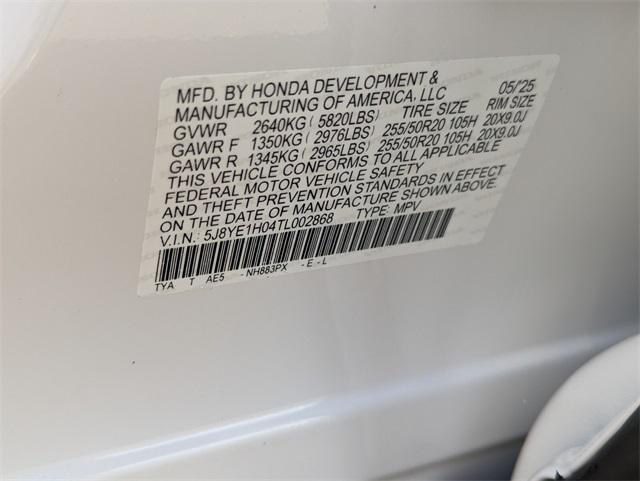 MFD. BY HONDA DEVELOPMENT & 05/'25
MANUFACTURING OF AMERICA, LLC
GVWR 2640KG ( 5820LBS) TIRE SIZE RIM SIZE
GAWR F 1350KG ( 2976LBS) 255/50R20 105H 20X9.0J
GAWR R 1345KG ( 2965LBS) 255/50R20 105H 20X9.0J
THIS VEHICLE CONFORMS TO ALL APPLICABLE
FEDERAL MOTOR VEHICLE SAFETY
AND THEFT PREVENTION STANDARDS IN EFFECT
ON THE DATE OF MANUFACTURE SHOWN ABOVE.
V.I.N.: 5J8YE1H04TL002868 TYPE: MPV
TYA T AE5 - NH883PX - E - L